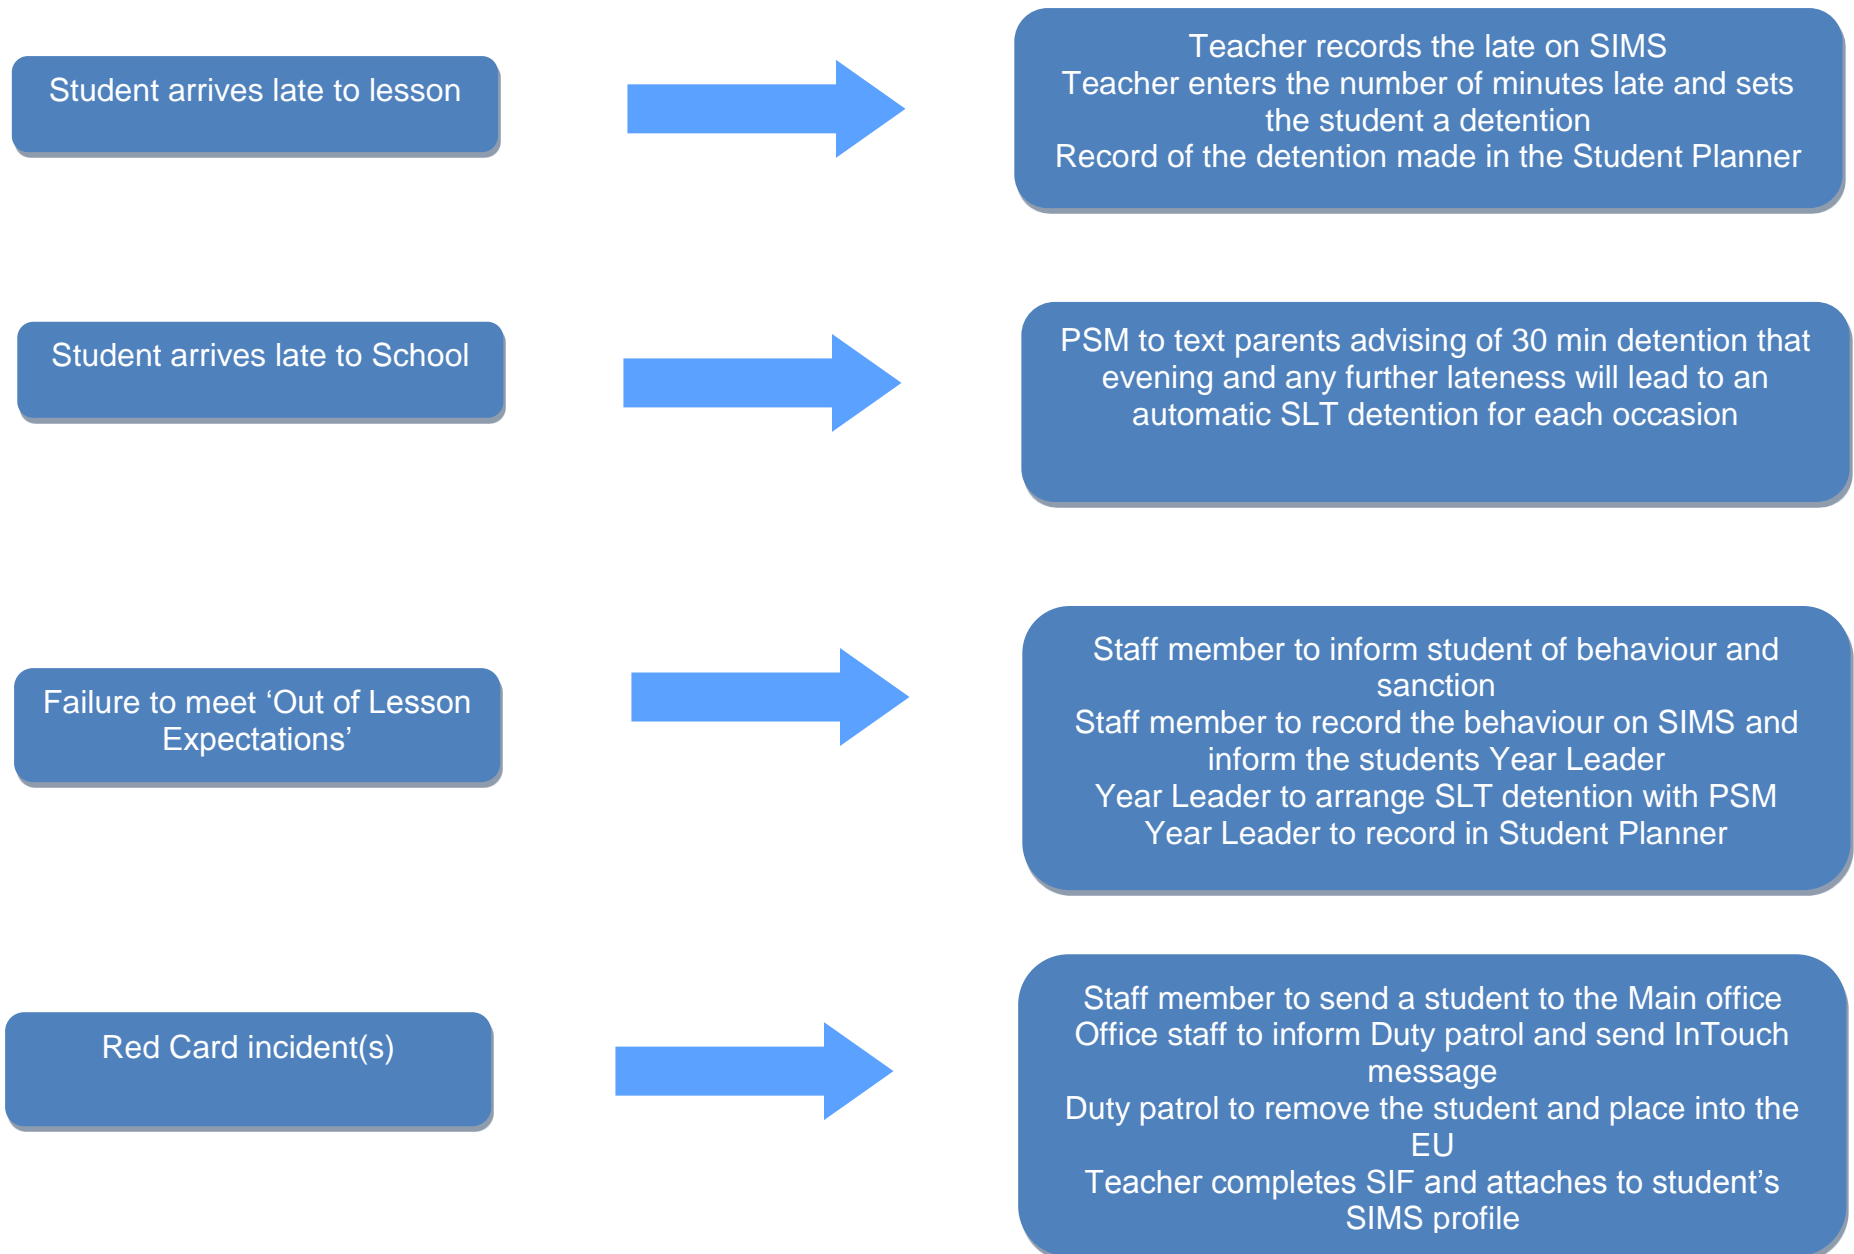 Student arrives late to lesson
Teacher records the late on SIMS
Teacher enters the number of minutes late and sets
the student a detention
Record of the detention made in the Student Planner
Student arrives late to School
PSM to text parents advising of 30 min detention that
evening and any further lateness will lead to an
automatic SLT detention for each occasion
Failure to meet ‘Out of Lesson
Expectations’
Staff member to inform student of behaviour and
sanction
Staff member to record the behaviour on SIMS and
inform the students Year Leader
Year Leader to arrange SLT detention with PSM
Year Leader to record in Student Planner
Red Card incident(s)
Staff member to send a student to the Main office
Office staff to inform Duty patrol and send InTouch
message
Duty patrol to remove the student and place into the
EU
Teacher completes SIF and attaches to student’s
SIMS profile